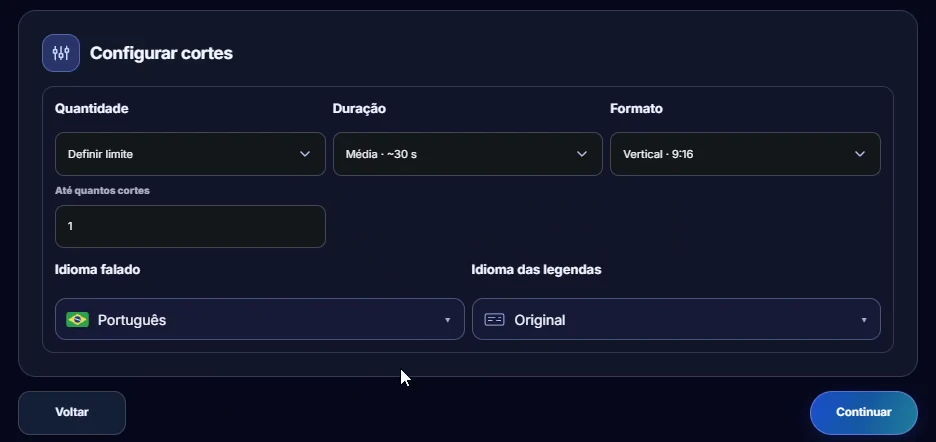 Configurar cortes
Quantidade Duração Formato
Definir limite Média · ~30 s Vertical · 9:16
Até quantos cortes
1
Idioma falado Idioma das legendas
Português Original
Voltar Continuar